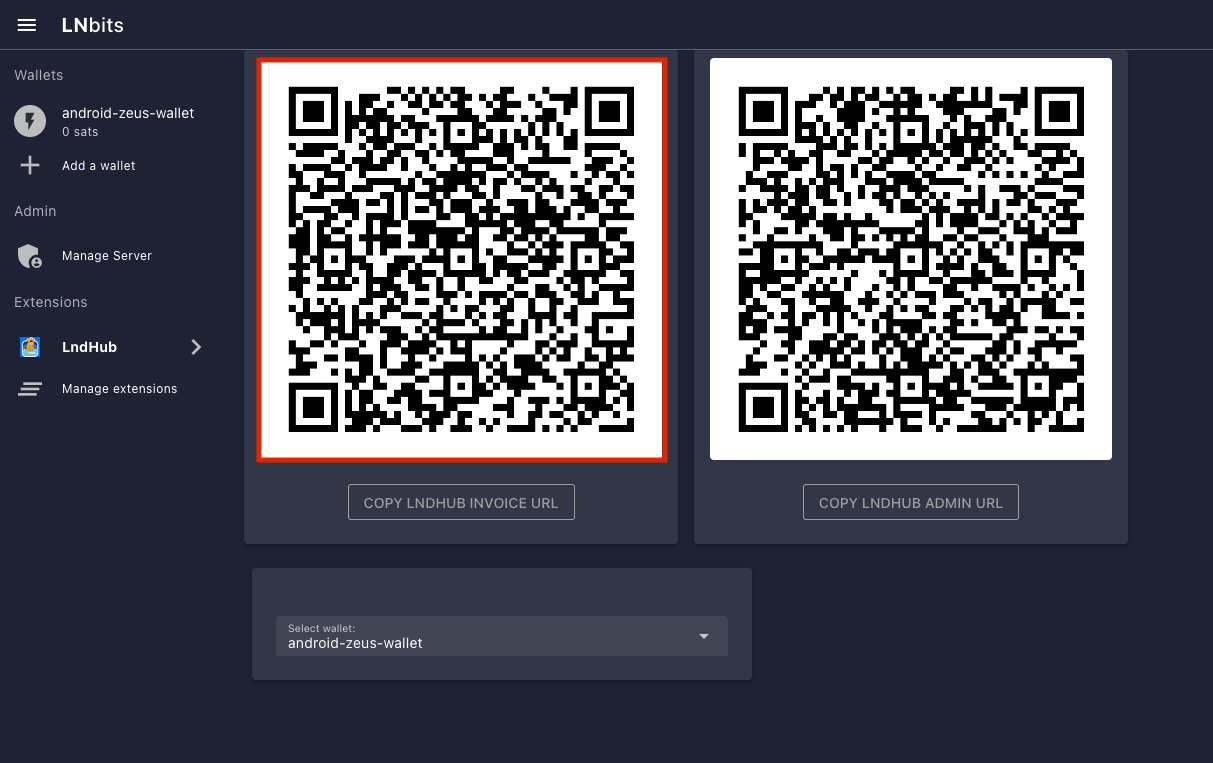 LNbits
Wallets
android-zeus-wallet
0 sats
Add a wallet
Admin
Manage Server
Extensions
LndHub
Manage extensions
COPY LNDHUB INVOICE URL
COPY LNDHUB ADMIN URL
Select wallet:
android-zeus-wallet